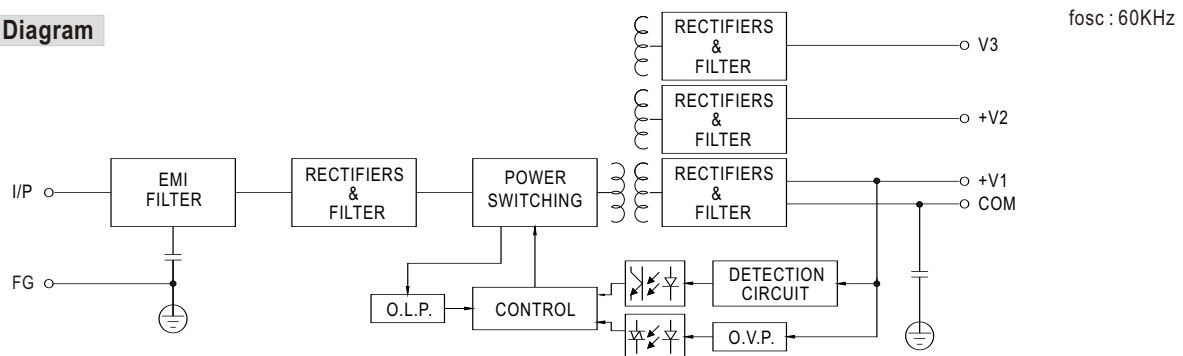 Diagram
fosc : 60KHz
RECTIFIERS
&
FILTER
V3
RECTIFIERS
&
FILTER
+V2
I/P
EMI
FILTER
RECTIFIERS
&
FILTER
POWER
SWITCHING
RECTIFIERS
&
FILTER
+V1
COM
FG
O.L.P.
CONTROL
DETECTION
CIRCUIT
O.V.P.